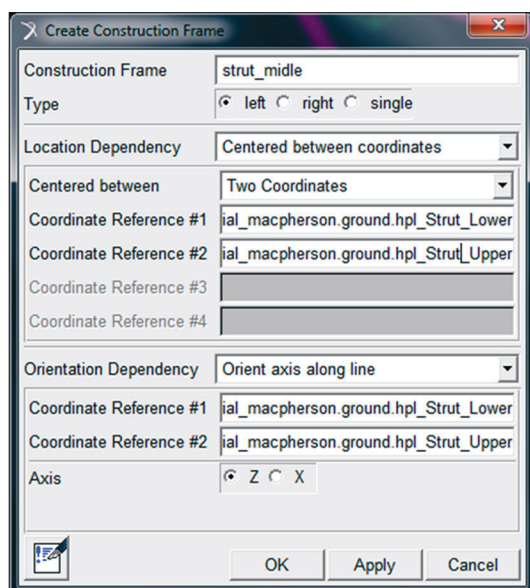 Create Construction Frame
Construction Frame strut_midle
Type left right single
Location Dependency Centered between coordinates
Centered between Two Coordinates
Coordinate Reference #1 ial_macpherson.ground.hpl_Strut_Lower
Coordinate Reference #2 ial_macpherson.ground.hpl_Strut_Upper
Coordinate Reference #3
Coordinate Reference #4
Orientation Dependency Orient axis along line
Coordinate Reference #1 ial_macpherson.ground.hpl_Strut_Lower
Coordinate Reference #2 ial_macpherson.ground.hpl_Strut_Upper
Axis Z X
OK Apply Cancel